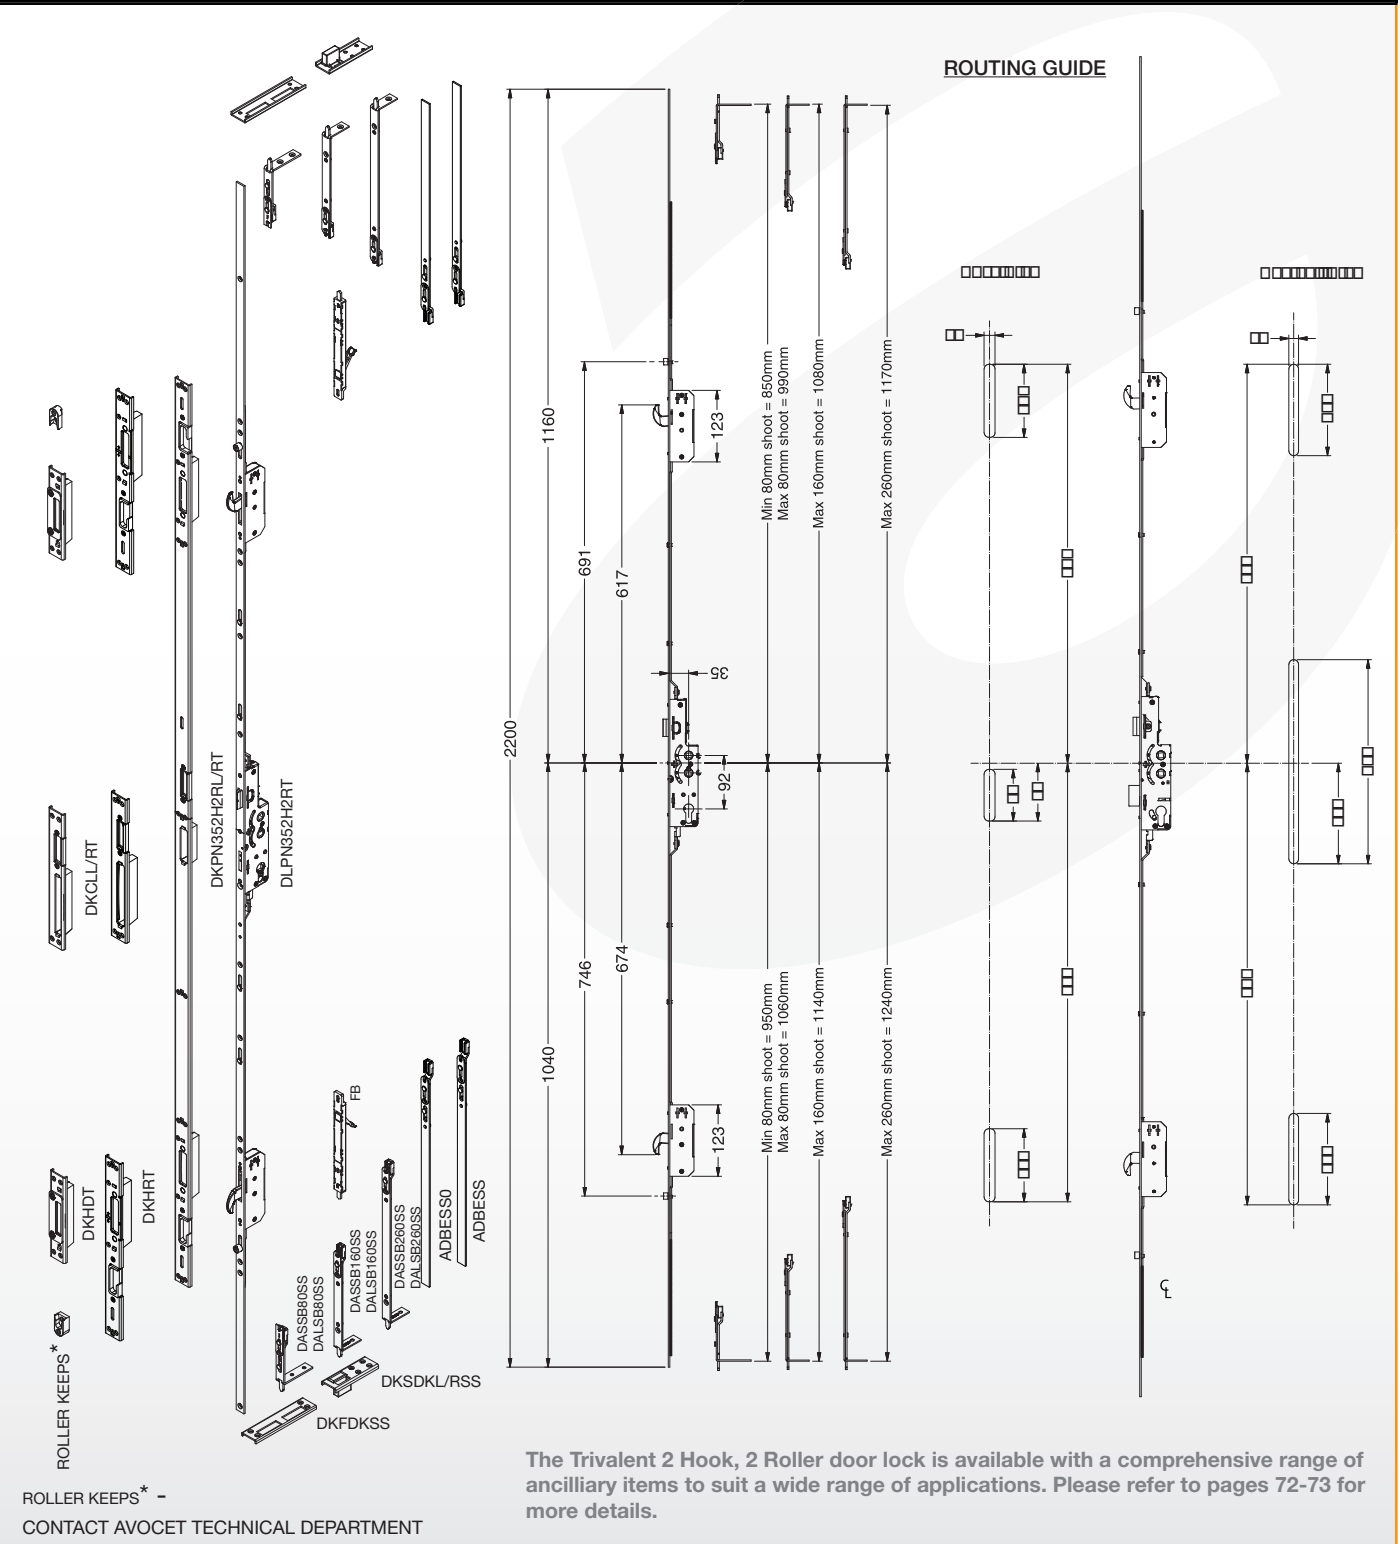 ROUTING GUIDE
2200
1160
1040
691
617
746
674
123
123
35
92
Min 80mm shoot = 850mm
Max 80mm shoot = 990mm
Max 160mm shoot = 1080mm
Max 260mm shoot = 1170mm
Min 80mm shoot = 950mm
Max 80mm shoot = 1060mm
Max 160mm shoot = 1140mm
Max 260mm shoot = 1240mm
DKCLL/RT
DKPN352H2RL/RT
DLPN352H2RT
DKHDT
DKHRT
FB
DASSB80SS
DALSB80SS
DASSB160SS
DALSB160SS
DASSB260SS
DALSB260SS
ADBESS0
ADBESS
DKSDKL/RSS
DKFDKSS
ROLLER KEEPS*
ROLLER KEEPS* -
CONTACT AVOCET TECHNICAL DEPARTMENT
The Trivalent 2 Hook, 2 Roller door lock is available with a comprehensive range of
ancilliary items to suit a wide range of applications. Please refer to pages 72-73 for
more details.